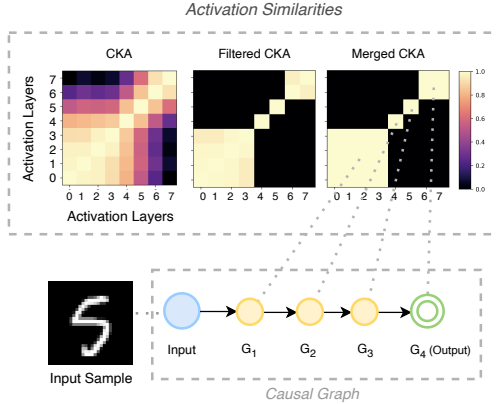 Activation Similarities
CKA Filtered CKA Merged CKA
Activation Layers
7
6
5
4
3
2
1
0
0 1 2 3 4 5 6 7
0 1 2 3 4 5 6 7
0 1 2 3 4 5 6 7
Activation Layers
Activation Layers
1.0
0.8
0.6
0.4
0.2
0.0
Input G1 G2 G3 G4 (Output)
Input Sample
Causal Graph